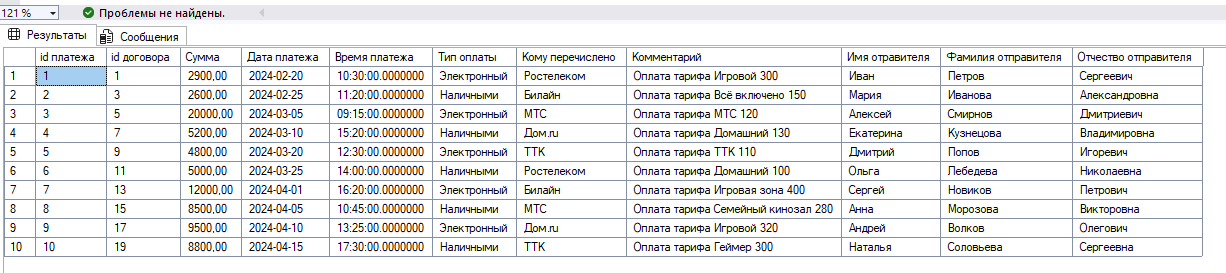 121 % Проблемы не найдены.
Результаты Сообщения
id платежа id договора Сумма Дата платежа Время платежа Тип оплаты Кому перечислено Комментарий Имя отравителя Фамилия отправителя Отчество отправителя
1 1 1 2900,00 2024-02-20 10:30:00.0000000 Электронный Ростелеком Оплата тарифа Игровой 300 Иван Петров Сергеевич
2 2 3 2600,00 2024-02-25 11:20:00.0000000 Наличными Билайн Оплата тарифа Всё включено 150 Мария Иванова Александровна
3 3 5 20000,00 2024-03-05 09:15:00.0000000 Электронный МТС Оплата тарифа МТС 120 Алексей Смирнов Дмитриевич
4 4 7 5200,00 2024-03-10 15:20:00.0000000 Наличными Дом.ru Оплата тарифа Домашний 130 Екатерина Кузнецова Владимировна
5 5 9 4800,00 2024-03-20 12:30:00.0000000 Электронный ТТК Оплата тарифа ТТК 110 Дмитрий Попов Игоревич
6 6 11 5000,00 2024-03-25 14:00:00.0000000 Наличными Ростелеком Оплата тарифа Домашний 100 Ольга Лебедева Николаевна
7 7 13 12000,00 2024-04-01 16:20:00.0000000 Электронный Билайн Оплата тарифа Игровая зона 400 Сергей Новиков Петрович
8 8 15 8500,00 2024-04-05 10:45:00.0000000 Наличными МТС Оплата тарифа Семейный кинозал 280 Анна Морозова Викторовна
9 9 17 9500,00 2024-04-10 13:25:00.0000000 Электронный Дом.ru Оплата тарифа Игровой 320 Андрей Волков Олегович
10 10 19 8800,00 2024-04-15 17:30:00.0000000 Наличными ТТК Оплата тарифа Геймер 300 Наталья Соловьева Сергеевна